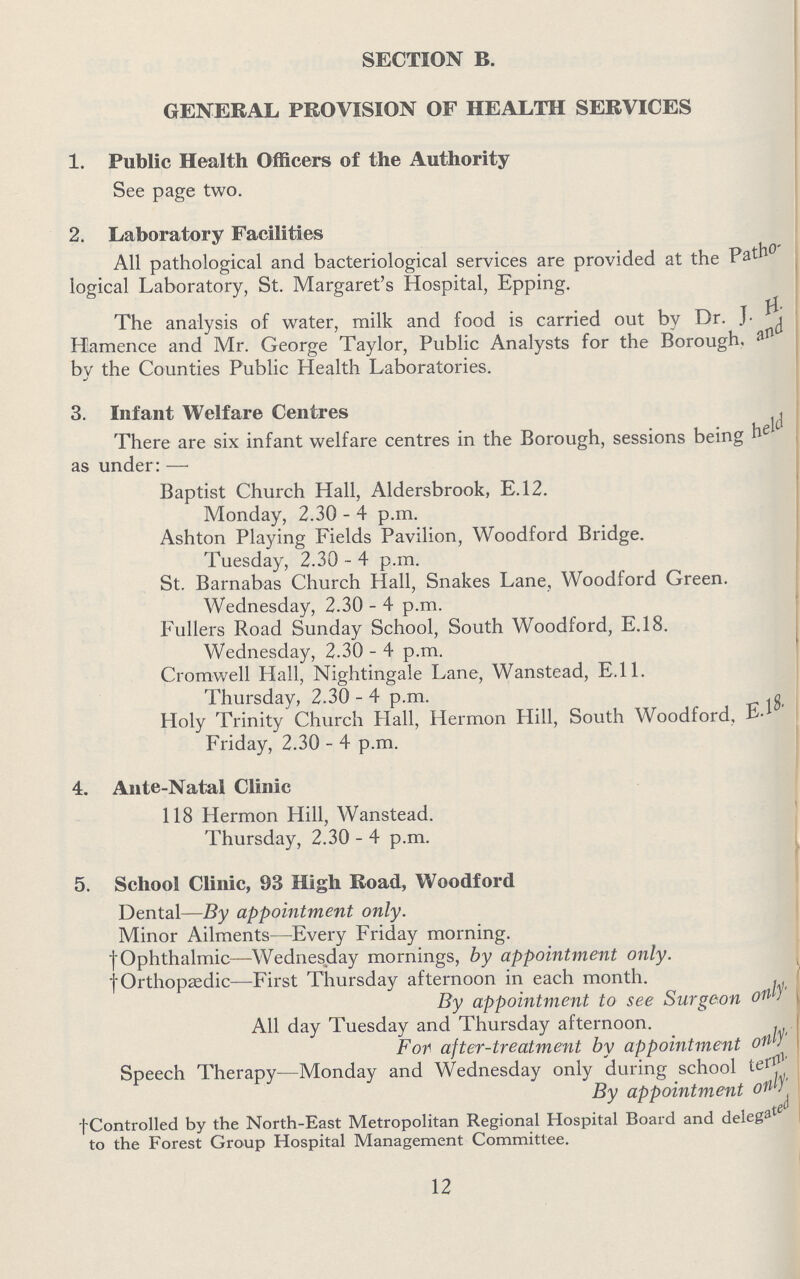 SECTION B.
GENERAL PROVISION OF HEALTH SERVICES
1. Public Health Officers of the Authority
See page two.
2. Laboratory Facilities
All pathological and bacteriological services are provided at the Patho-
logical Laboratory, St. Margaret's Hospital, Epping.
The analysis of water, milk and food is carried out by Dr. J. H.
Hamence and Mr. George Taylor, Public Analysts for the Borough, and
by the Counties Public Health Laboratories.
3. Infant Welfare Centres
There are six infant welfare centres in the Borough, sessions being held
as under: —
Baptist Church Hall, Aldersbrook, E.12.
Monday, 2.30 - 4 p.m.
Ashton Playing Fields Pavilion, Woodford Bridge.
Tuesday, 2.30 - 4 p.m.
St. Barnabas Church Hall, Snakes Lane, Woodford Green.
Wednesday, 2.30 - 4 p.m.
Fullers Road Sunday School, South Woodford, E.18.
Wednesday, 2.30 - 4 p.m.
Cromwell Hall, Nightingale Lane, Wanstead, E.11.
Thursday, 2.30 - 4 p.m.
Holy Trinity Church Hall, Hermon Hill, South Woodford, E.18.
Friday, 2.30 - 4 p.m.
4. Ante-Natal Clinic
118 Hermon Hill, Wanstead.
Thursday, 2.30 - 4 p.m.
5. School Clinic, 93 High Road, Woodford
Dental—By appointment only.
Minor Ailments—Every Friday morning.
†Ophthalmic—Wednesday mornings, by appointment only.
†Orthopædic—First Thursday afternoon in each month.
By appointment to see Surgeon only.
All day Tuesday and Thursday afternoon.
For after-treatment by appointment only.
Speech Therapy—Monday and Wednesday only during school term.
By appointment only.
†Controlled by the North-East Metropolitan Regional Hospital Board and delegated
to the Forest Group Hospital Management Committee.
12